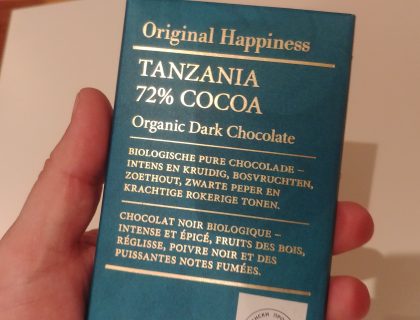 Original Happiness
TANZANIA
72% COCOA
Organic Dark Chocolate
BIOLOGISCHE PURE CHOCOLADE –
INTENS EN KRUIDIG, BOSVRUCHTEN,
ZOETHOUT, ZWARTE PEPER EN
KRACHTIGE ROKERIGE TONEN.
CHOCOLAT NOIR BIOLOGIQUE –
INTENSE ET ÉPICÉ, FRUITS DES BOIS,
RÉGLISSE, POIVRE NOIR ET DES
PUISSANTES NOTES FUMÉES.